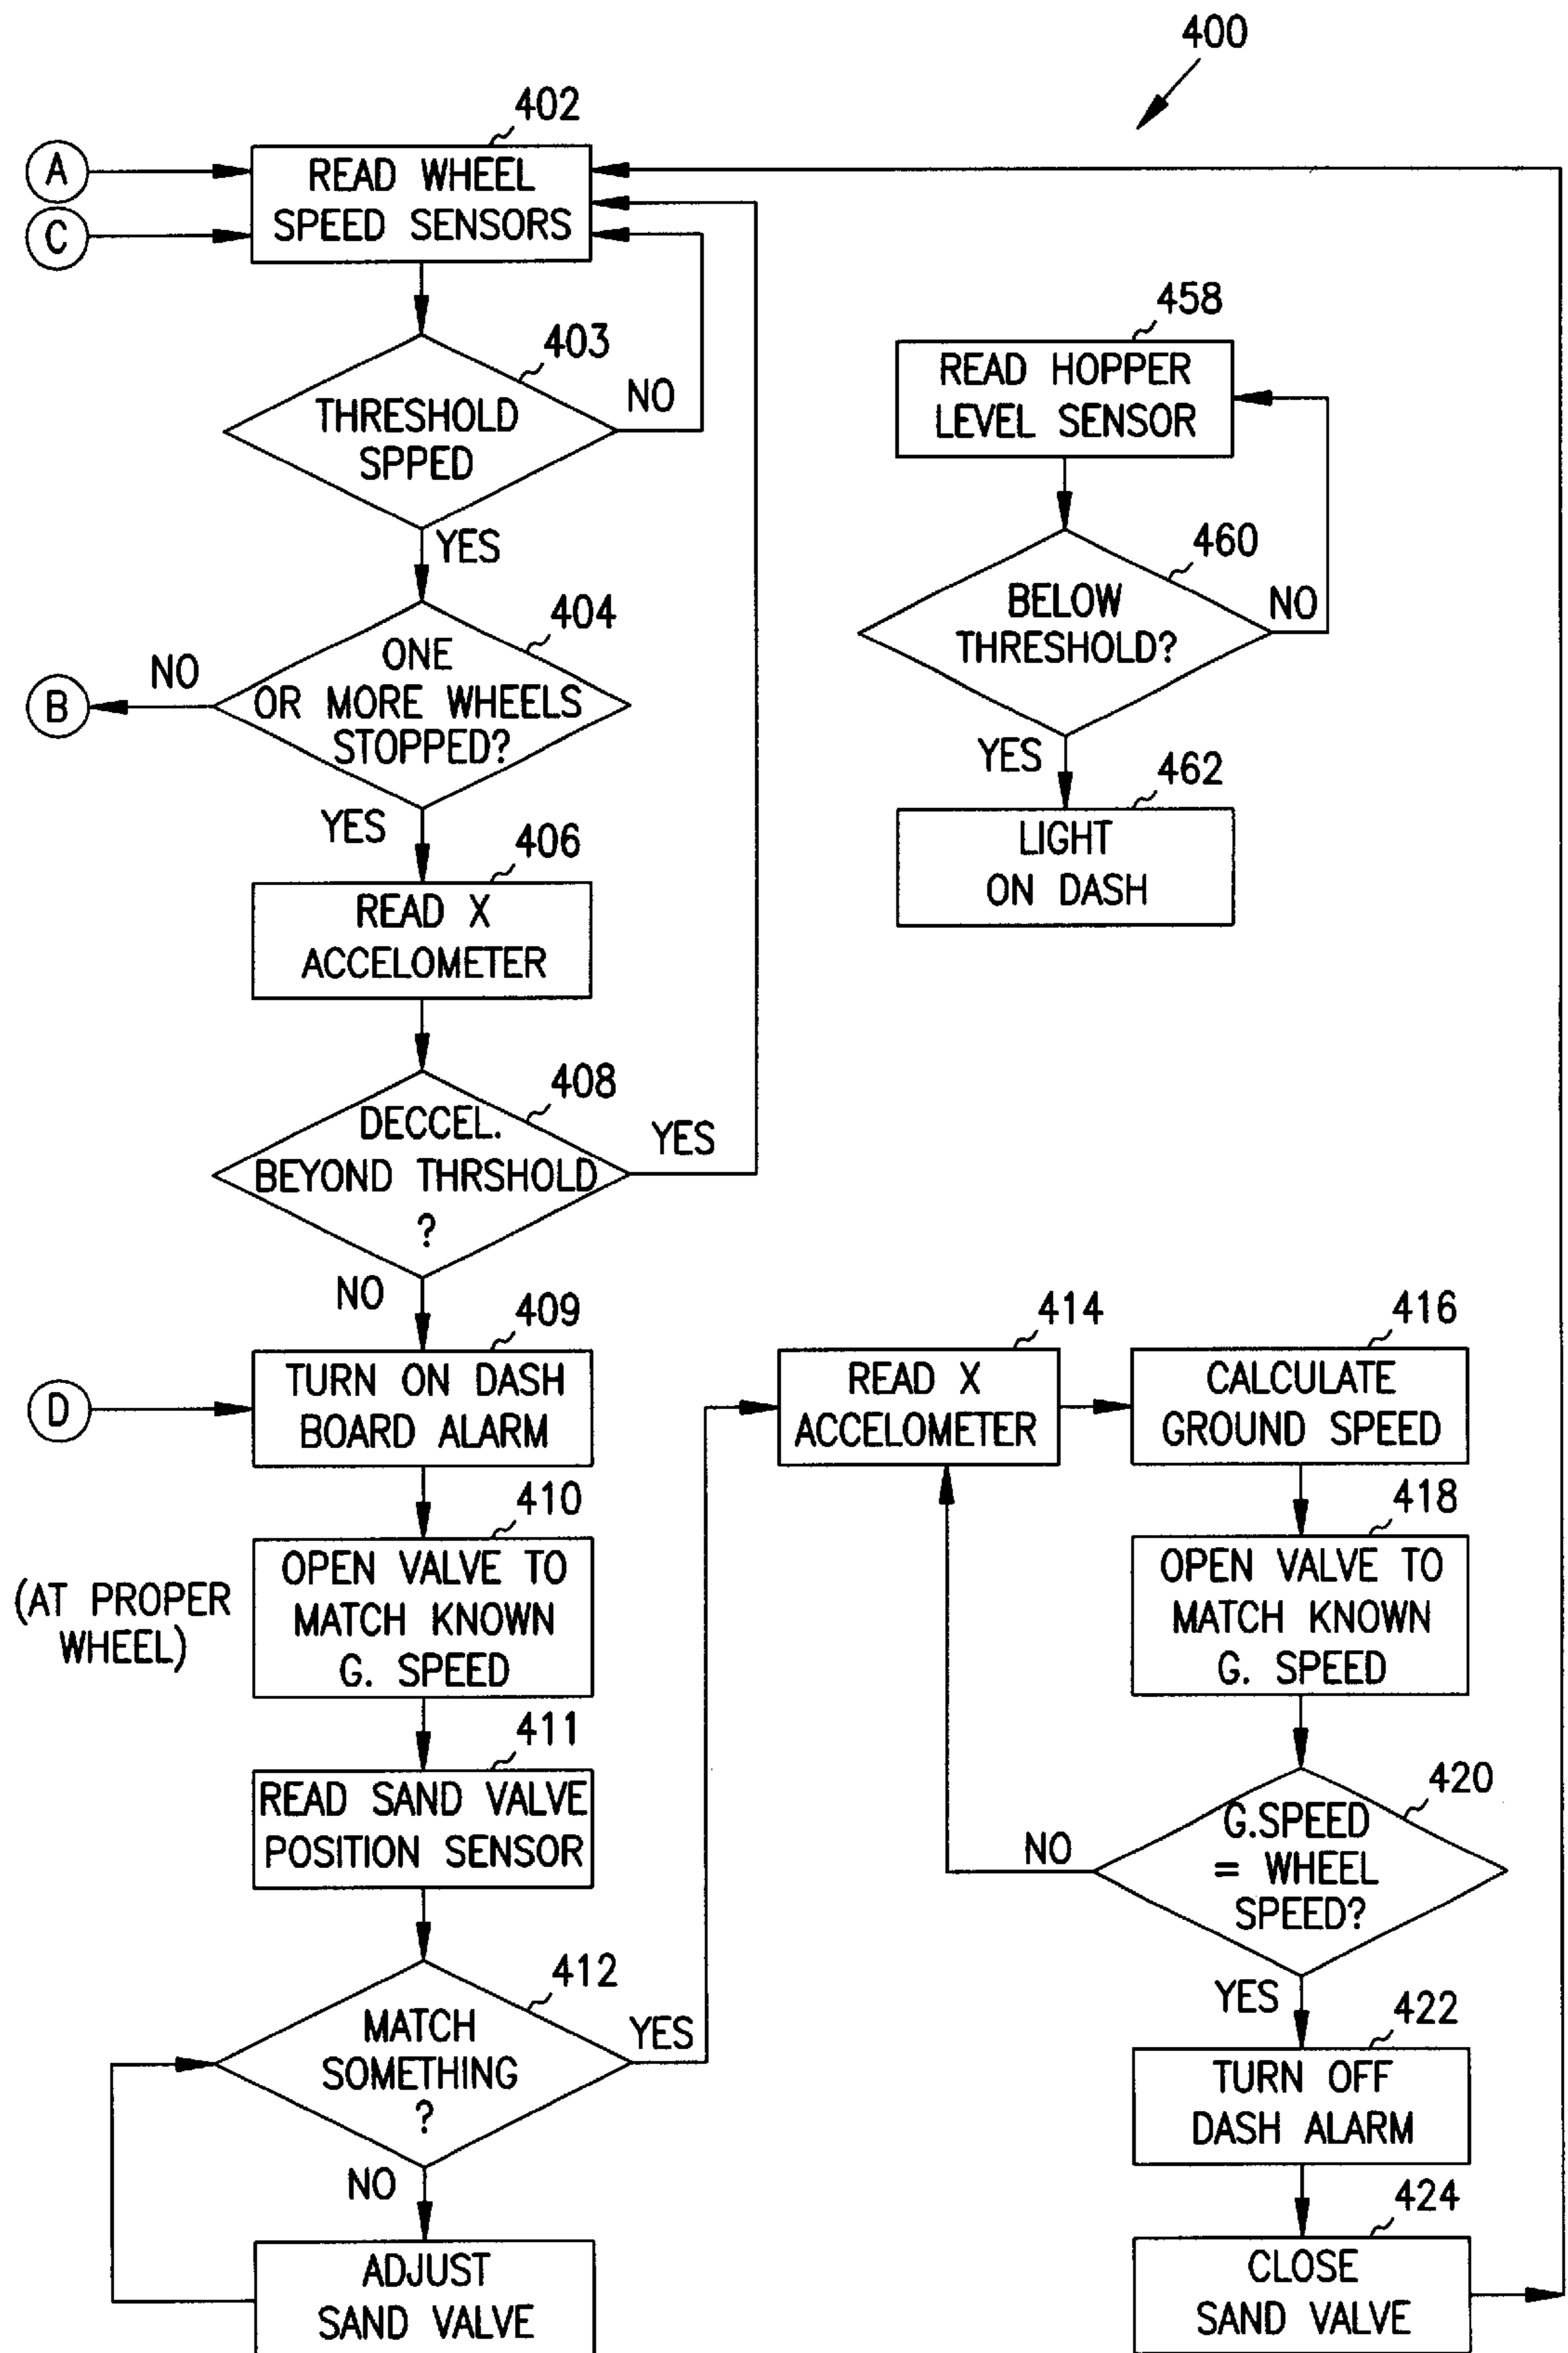 400
402
A
READ WHEEL
SPEED SENSORS
C
403
THRESHOLD
SPPED
NO
YES
404
ONE
OR MORE WHEELS
STOPPED?
NO
B
YES
406
READ X
ACCELOMETER
408
DECCEL.
BEYOND THRSHOLD
?
YES
NO
409
D
TURN ON DASH
BOARD ALARM
410
(AT PROPER
WHEEL)
OPEN VALVE TO
MATCH KNOWN
G. SPEED
411
READ SAND VALVE
POSITION SENSOR
412
MATCH
SOMETHING
?
YES
NO
ADJUST
SAND VALVE
458
READ HOPPER
LEVEL SENSOR
460
BELOW
THRESHOLD?
NO
YES
462
LIGHT
ON DASH
414
READ X
ACCELOMETER
416
CALCULATE
GROUND SPEED
418
OPEN VALVE TO
MATCH KNOWN
G. SPEED
420
G.SPEED
= WHEEL
SPEED?
NO
YES
422
TURN OFF
DASH ALARM
424
CLOSE
SAND VALVE